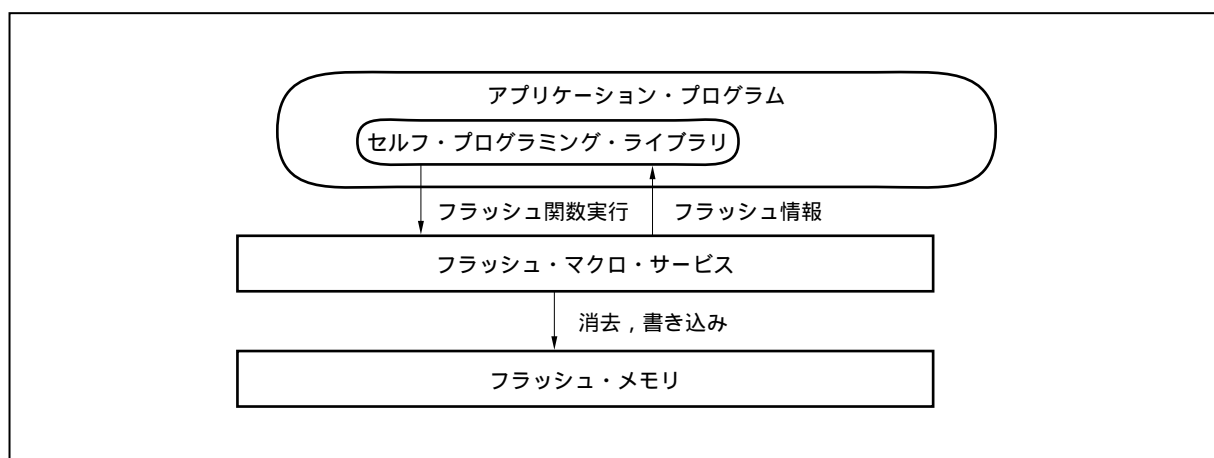 アプリケーション・プログラム
セルフ・プログラミング・ライブラリ
フラッシュ関数実行
フラッシュ情報
フラッシュ・マクロ・サービス
消去，書き込み
フラッシュ・メモリ